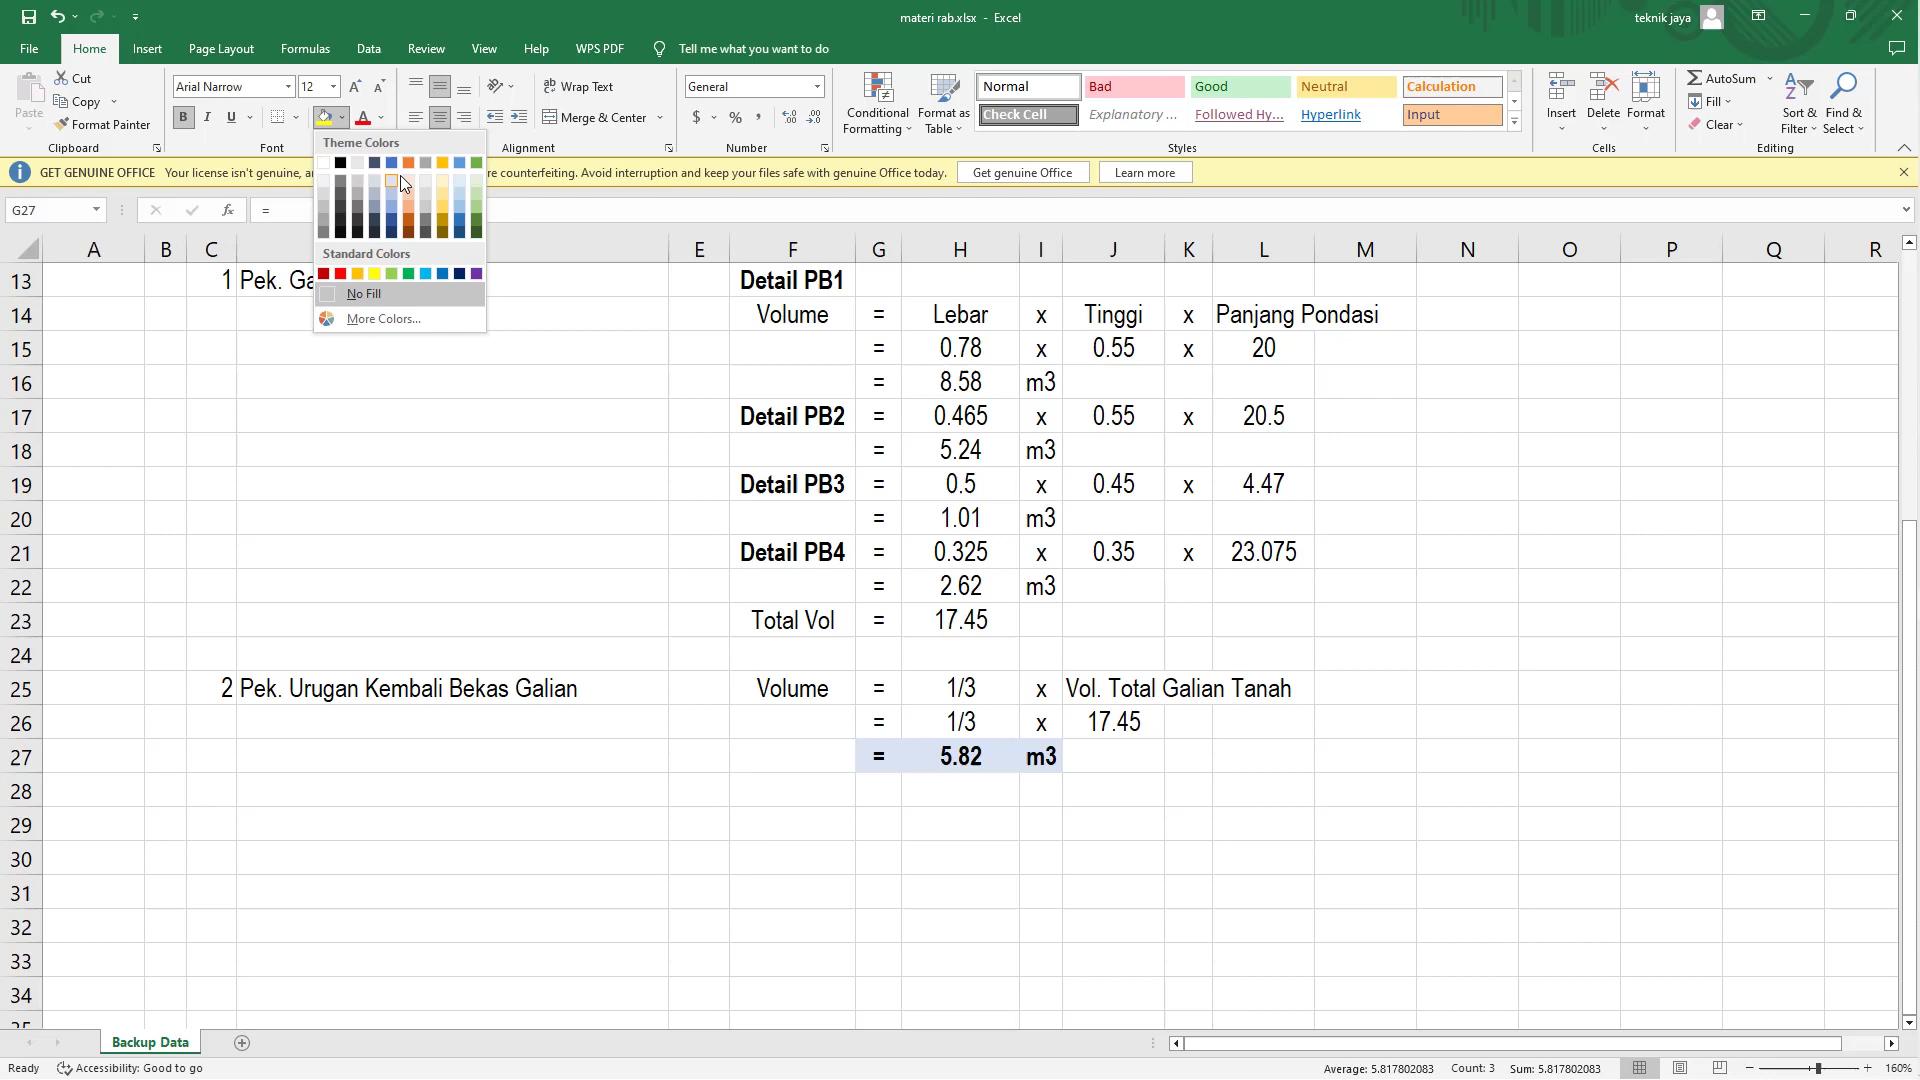 materi rab.xlsx - Excel
teknik jaya
File Home Insert Page Layout Formulas Data Review View Help WPS PDF Tell me what you want to do
Cut
Copy
Format Painter
Paste
Clipboard
Arial Narrow 12
B I U
Font
Wrap Text
Merge & Center
Alignment
General
$ % ,
Number
Conditional Formatting
Format as Table
Normal Bad Good Neutral Calculation
Check Cell Explanatory ... Followed Hy... Hyperlink Input
Styles
Insert Delete Format
Cells
AutoSum
Fill
Clear
Sort & Filter
Find & Select
Editing
Theme Colors
Standard Colors
No Fill
More Colors...
GET GENUINE OFFICE Your license isn't genuine, re counterfeiting. Avoid interruption and keep your files safe with genuine Office today. Get genuine Office Learn more
G27 fx =
A B C E F G H I J K L M N O P Q R
13 1 Pek. Ga Detail PB1
14 Volume = Lebar x Tinggi x Panjang Pondasi
15 = 0.78 x 0.55 x 20
16 = 8.58 m3
17 Detail PB2 = 0.465 x 0.55 x 20.5
18 = 5.24 m3
19 Detail PB3 = 0.5 x 0.45 x 4.47
20 = 1.01 m3
21 Detail PB4 = 0.325 x 0.35 x 23.075
22 = 2.62 m3
23 Total Vol = 17.45
24
25 2 Pek. Urugan Kembali Bekas Galian Volume = 1/3 x Vol. Total Galian Tanah
26 = 1/3 x 17.45
27 = 5.82 m3
28
29
30
31
32
33
34
35
Backup Data
Ready Accessibility: Good to go Average: 5.817802083 Count: 3 Sum: 5.817802083 160%